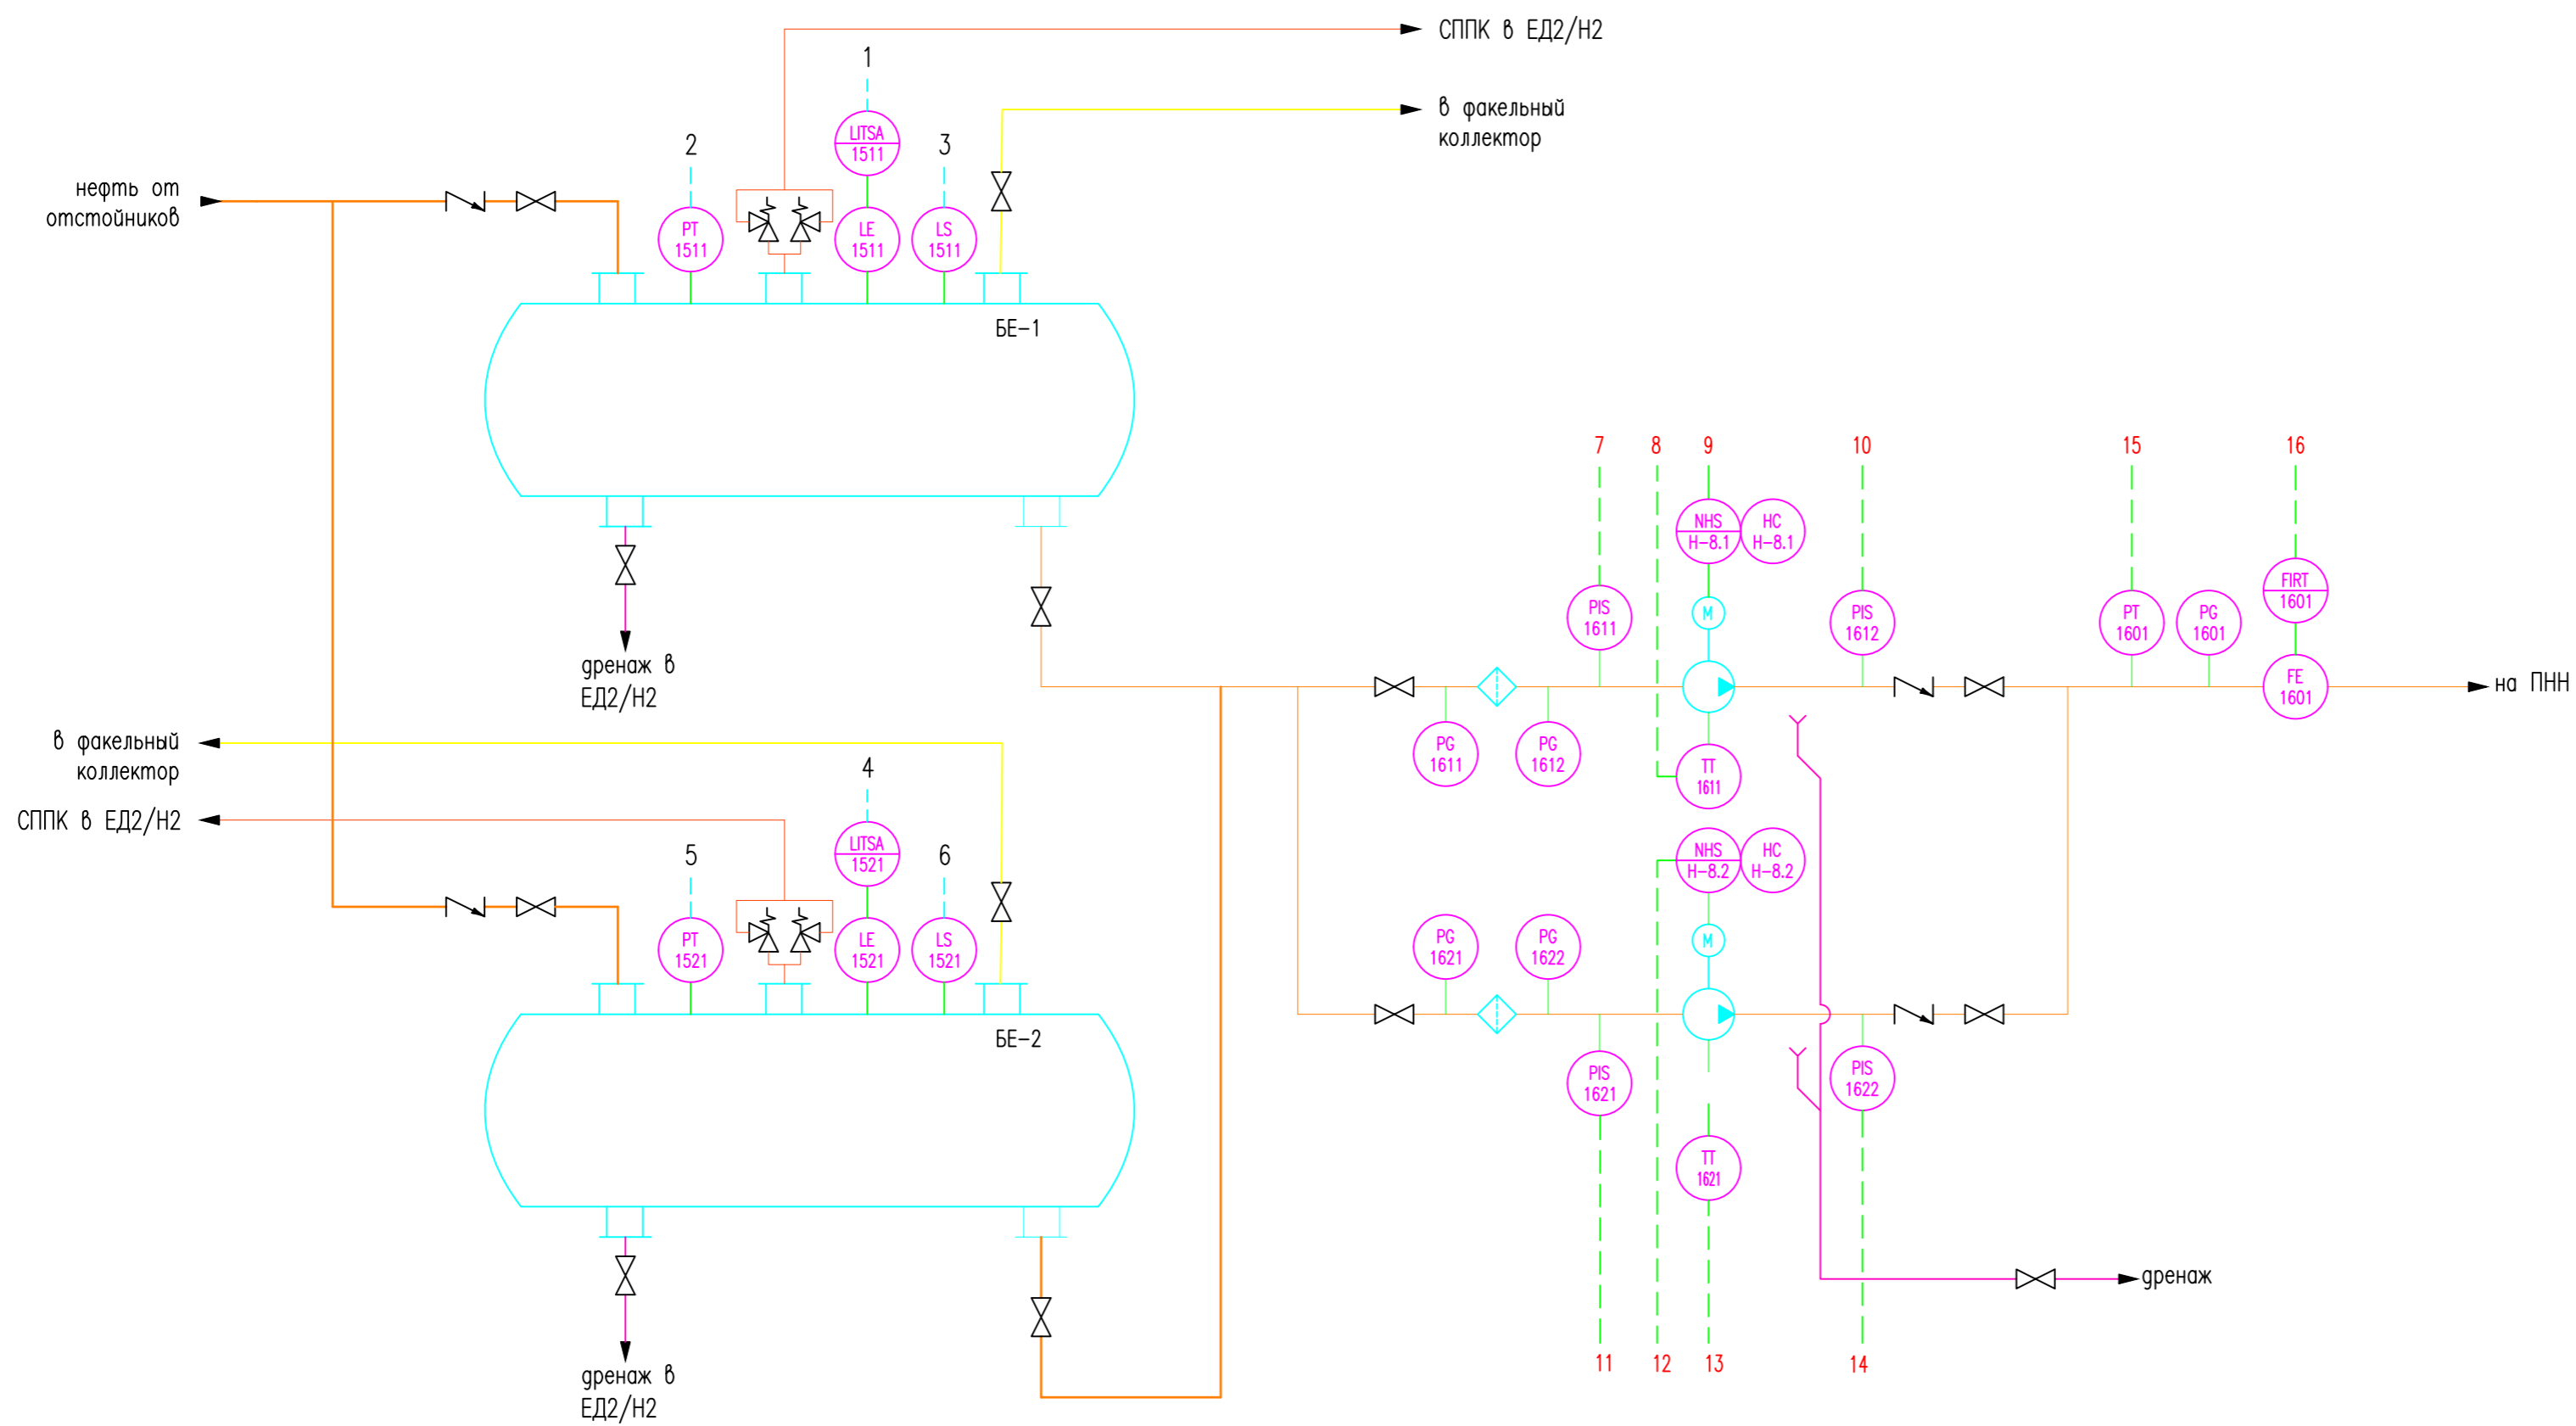 СППК в ЕД2/Н2
1
в факельный
коллектор
LITSA
1511
2
3
нефть от
отстойников
PT
1511
LE
1511
LS
1511
БЕ-1
7
8
9
10
15
16
NHS
Н-8.1
HC
Н-8.1
FIRT
1601
PIS
1611
M
PIS
1612
PT
1601
PG
1601
дренаж в
ЕД2/Н2
FE
1601
на ПНН
в факельный
коллектор
PG
1611
PG
1612
TT
1611
4
СППК в ЕД2/Н2
LITSA
1521
5
6
NHS
Н-8.2
HC
Н-8.2
PT
1521
LE
1521
LS
1521
PG
1621
PG
1622
M
БЕ-2
PIS
1621
PIS
1622
TT
1621
дренаж
дренаж в
ЕД2/Н2
11
12
13
14